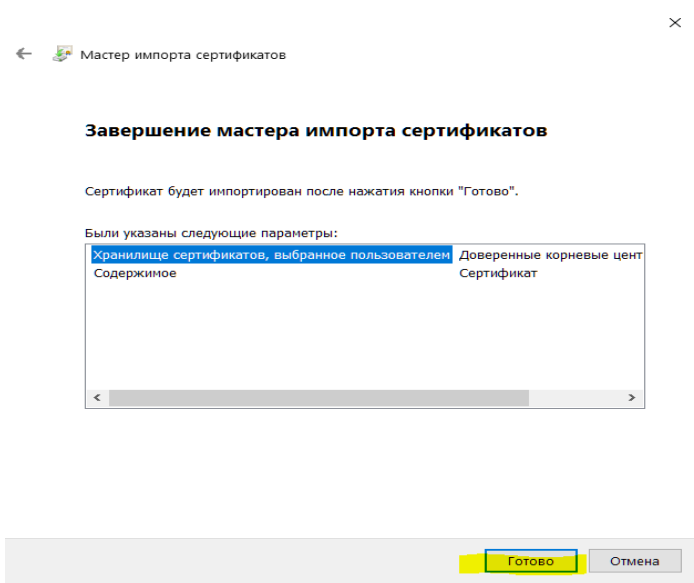 Мастер импорта сертификатов
Завершение мастера импорта сертификатов
Сертификат будет импортирован после нажатия кнопки "Готово".
Были указаны следующие параметры:
Хранилище сертификатов, выбранное пользователем Доверенные корневые цент
Содержимое Сертификат
Готово Отмена